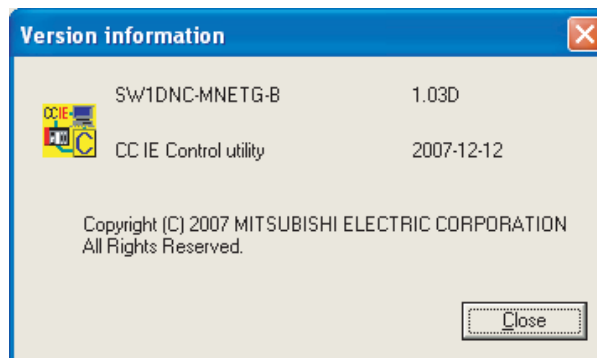 Version information
SW1DNC-MNETG-B 1.03D
CCIE
C
CC IE Control utility 2007-12-12
Copyright (C) 2007 MITSUBISHI ELECTRIC CORPORATION
All Rights Reserved.
Close